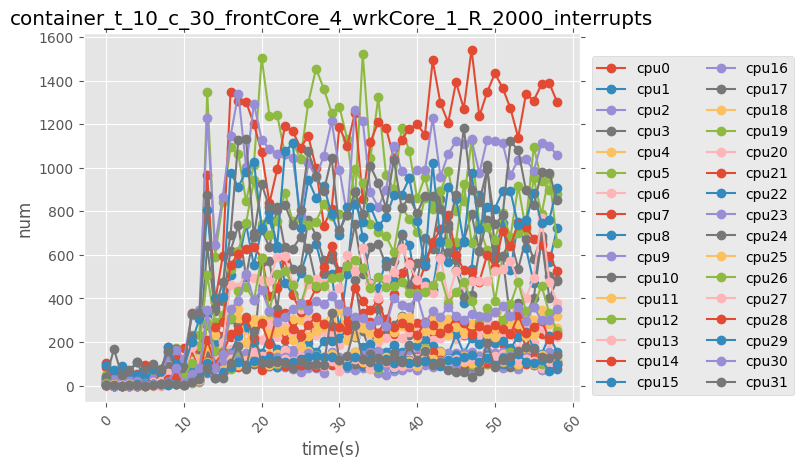 container_t_10_c_30_frontCore_4_wrkCore_1_R_2000_interrupts
1600
1400
1200
1000
800
600
400
200
0
num
0
10
20
30
40
50
60
time(s)
cpu0
cpu1
cpu2
cpu3
cpu4
cpu5
cpu6
cpu7
cpu8
cpu9
cpu10
cpu11
cpu12
cpu13
cpu14
cpu15
cpu16
cpu17
cpu18
cpu19
cpu20
cpu21
cpu22
cpu23
cpu24
cpu25
cpu26
cpu27
cpu28
cpu29
cpu30
cpu31